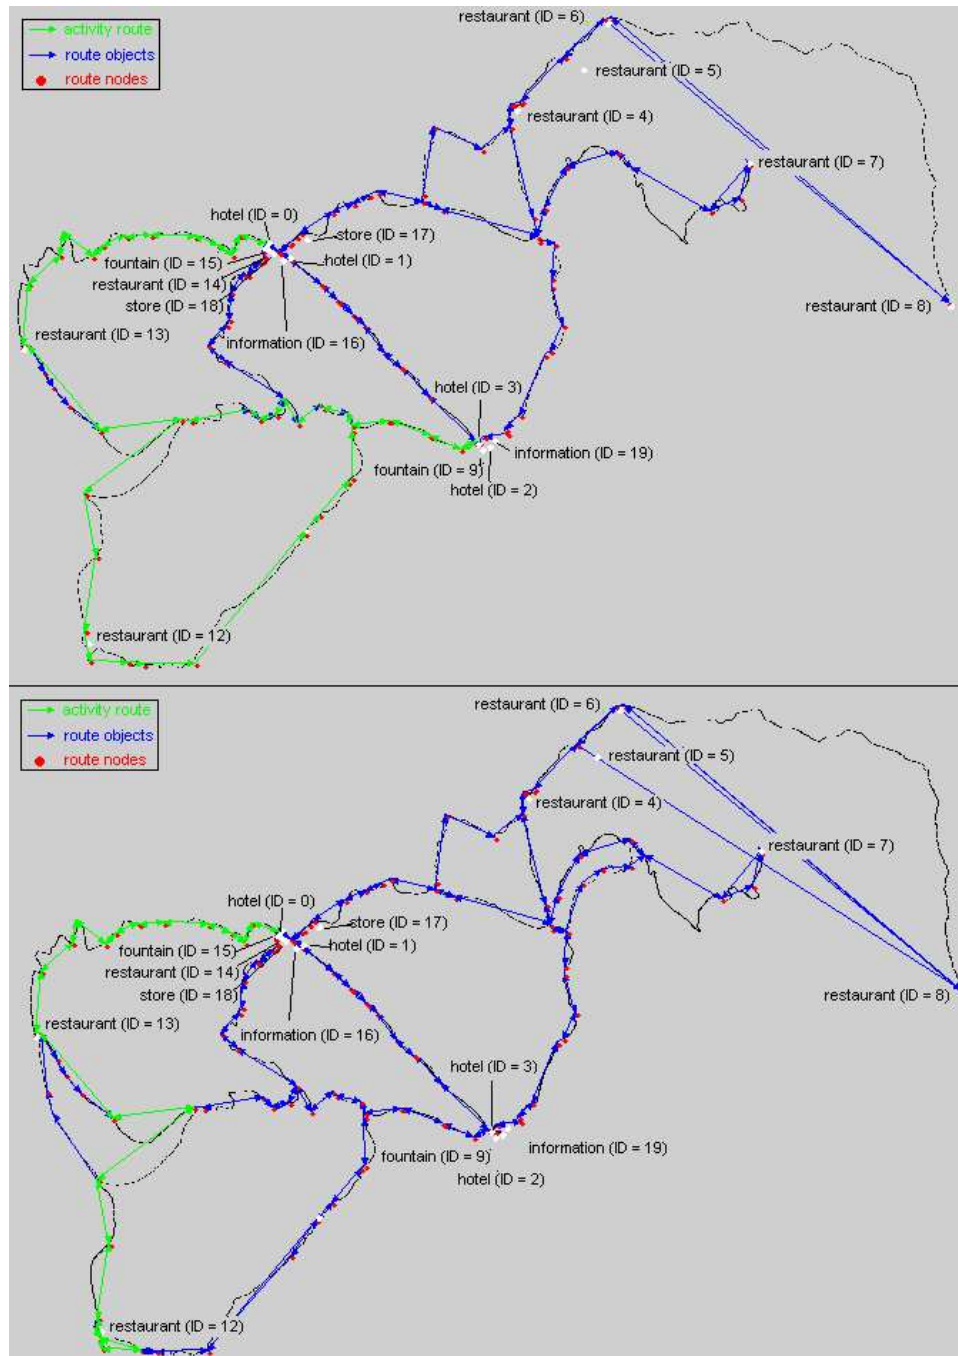 restaurant (ID = 6)
activity route
route objects
route nodes
restaurant (ID = 5)
restaurant (ID = 4)
restaurant (ID = 7)
hotel (ID = 0)
store (ID = 17)
fountain (ID = 15)
hotel (ID = 1)
restaurant (ID = 14)
store (ID = 18)
restaurant (ID = 8)
restaurant (ID = 13)
information (ID = 16)
hotel (ID = 3)
information (ID = 19)
fountain (ID = 9)
hotel (ID = 2)
restaurant (ID = 12)
restaurant (ID = 6)
activity route
route objects
route nodes
restaurant (ID = 5)
restaurant (ID = 4)
restaurant (ID = 7)
hotel (ID = 0)
store (ID = 17)
fountain (ID = 15)
hotel (ID = 1)
restaurant (ID = 14)
store (ID = 18)
restaurant (ID = 8)
restaurant (ID = 13)
information (ID = 16)
hotel (ID = 3)
information (ID = 19)
fountain (ID = 9)
hotel (ID = 2)
restaurant (ID = 12)